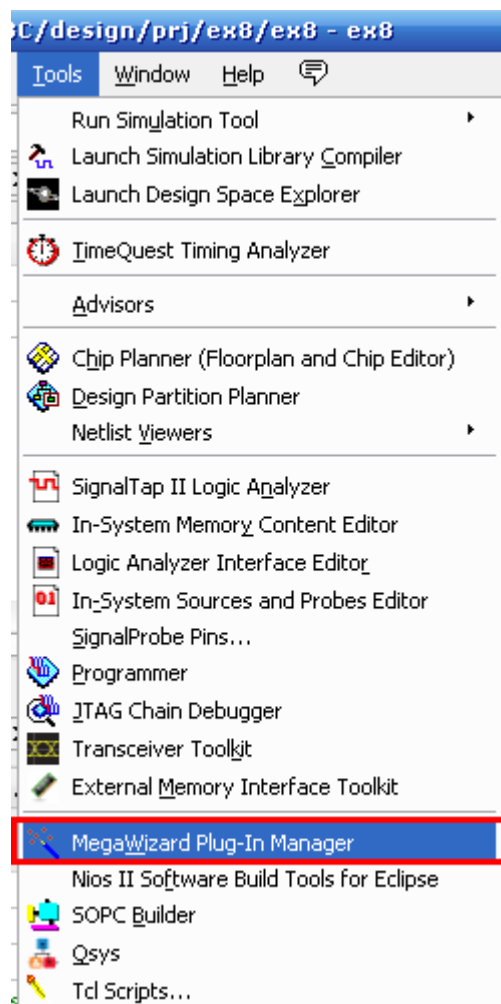 C/design/prj/ex8/ex8 - ex8
Tools Window Help
Run Simulation Tool
Launch Simulation Library Compiler
Launch Design Space Explorer
TimeQuest Timing Analyzer
Advisors
Chip Planner (Floorplan and Chip Editor)
Design Partition Planner
Netlist Viewers
SignalTap II Logic Analyzer
In-System Memory Content Editor
Logic Analyzer Interface Editor
In-System Sources and Probes Editor
SignalProbe Pins...
Programmer
JTAG Chain Debugger
Transceiver Toolkit
External Memory Interface Toolkit
MegaWizard Plug-In Manager
Nios II Software Build Tools for Eclipse
SOPC Builder
Qsys
Tcl Scripts...